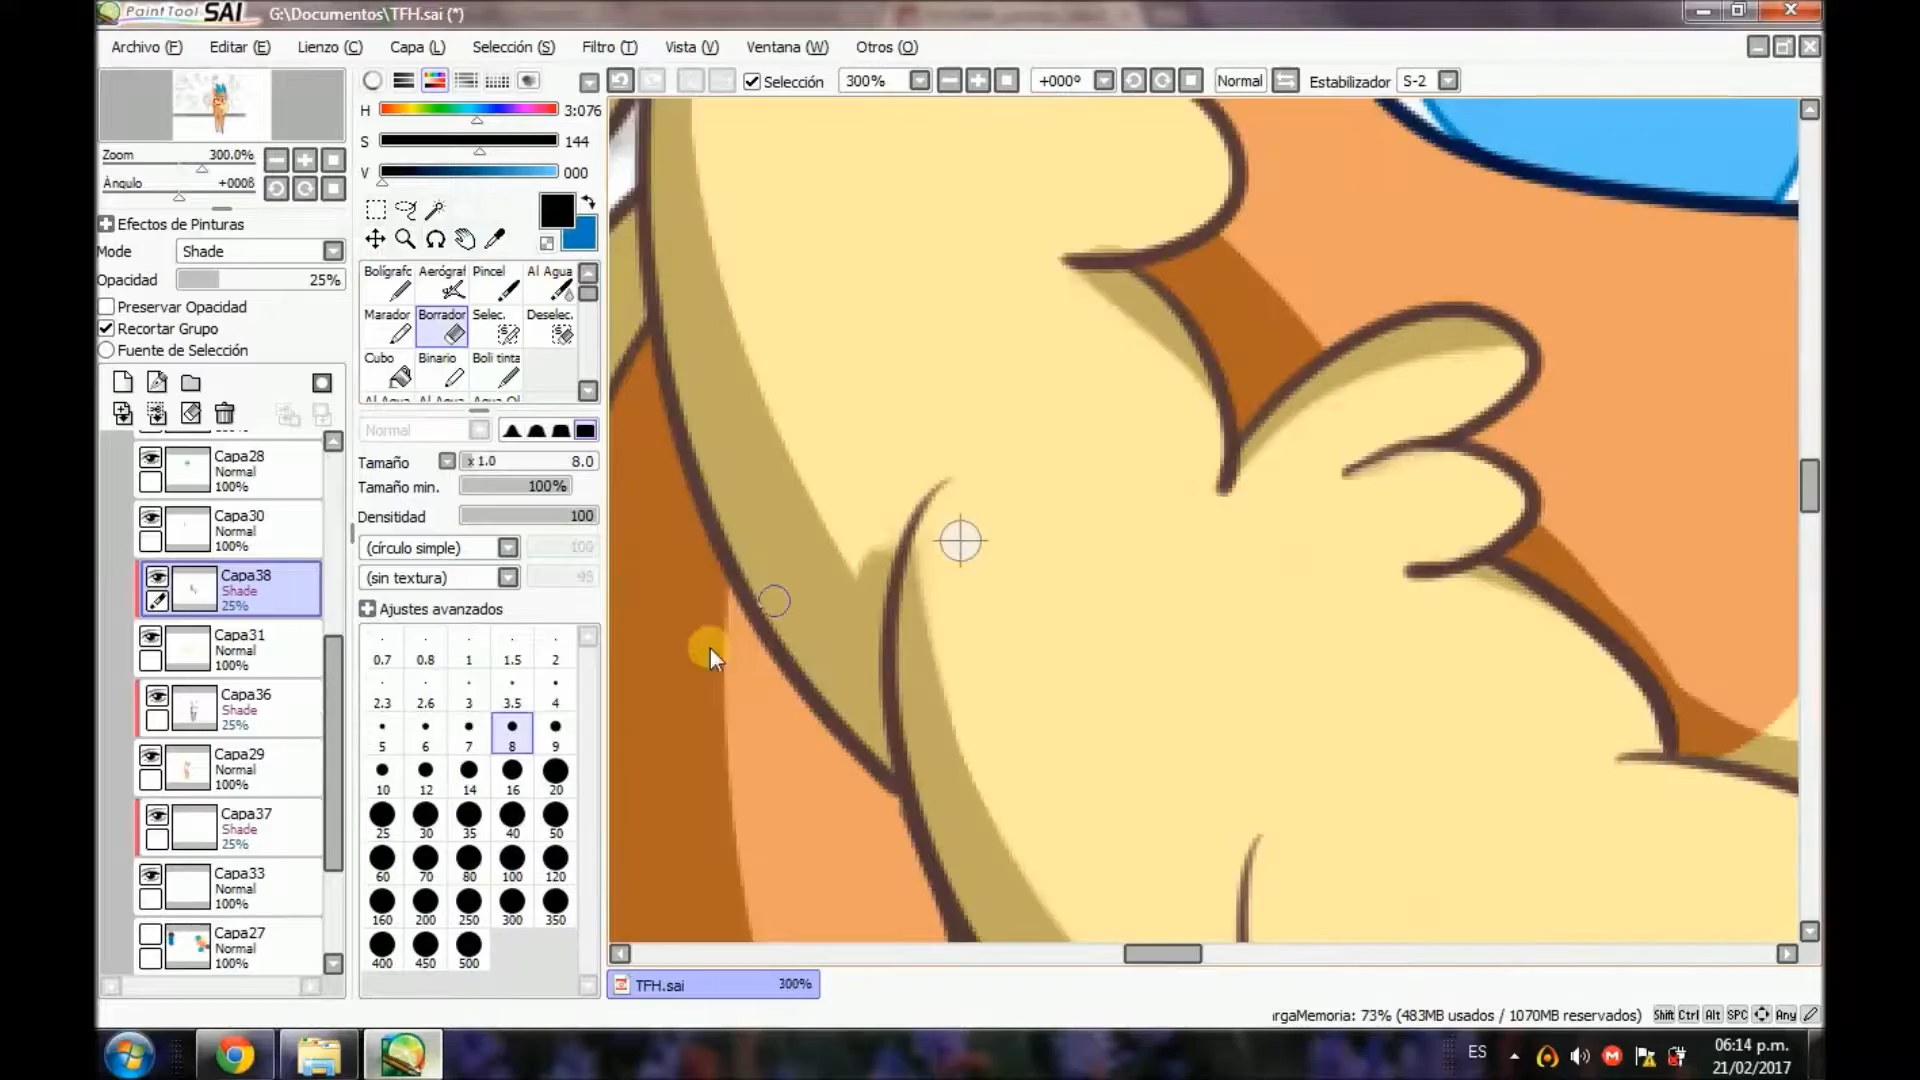 PaintTool SAI G:\Documentos\TFH.sai (*)
Archivo (F) Editar (E) Lienzo (C) Capa (L) Selección (S) Filtro (T) Vista (V) Ventana (W) Otros (O)
Selección 300% +000º Normal Estabilizador S-2
H 3:076
S 144
V 000
Zoom 300.0%
Àngulo +000ß
Efectos de Pinturas
Mode Shade
Opacidad 25%
Preservar Opacidad
Recortar Grupo
Fuente de Selección
Capa28
Normal
100%
Capa30
Normal
100%
Capa38
Shade
25%
Capa31
Normal
100%
Capa36
Shade
25%
Capa29
Normal
100%
Capa37
Shade
25%
Capa33
Normal
100%
Capa27
Normal
100%
Bolígrafc Aerógraf Pincel Al Agua
Marador Borrador Selec. Deselec.
Cubo Binario Boli tinta
Normal
Tamaño x 1.0 8.0
Tamaño min. 100%
Densitidad 100
(círculo simple) 100
(sin textura) 95
Ajustes avanzados
0.7 0.8 1 1.5 2
2.3 2.6 3 3.5 4
5 6 7 8 9
10 12 14 16 20
25 30 35 40 50
60 70 80 100 120
160 200 250 300 350
400 450 500
TFH.sai 300%
ırgaMemoria: 73% (483MB usados / 1070MB reservados) Shift Ctrl Alt SPC Any
ES
06:14 p.m.
21/02/2017